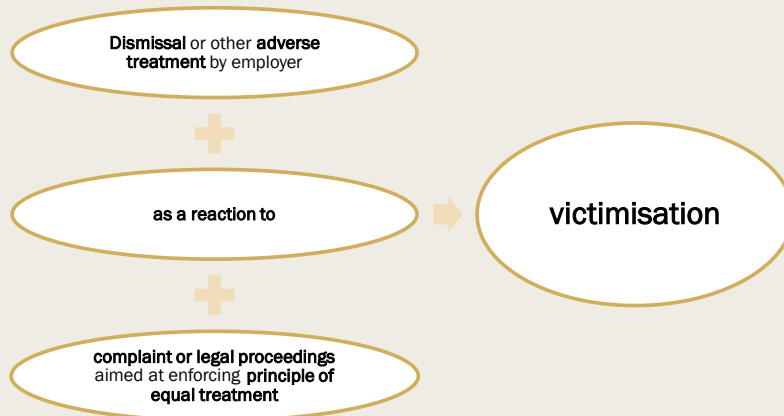 Dismissal or other adverse
treatment by employer
as a reaction to
victimisation
complaint or legal proceedings
aimed at enforcing principle of
equal treatment